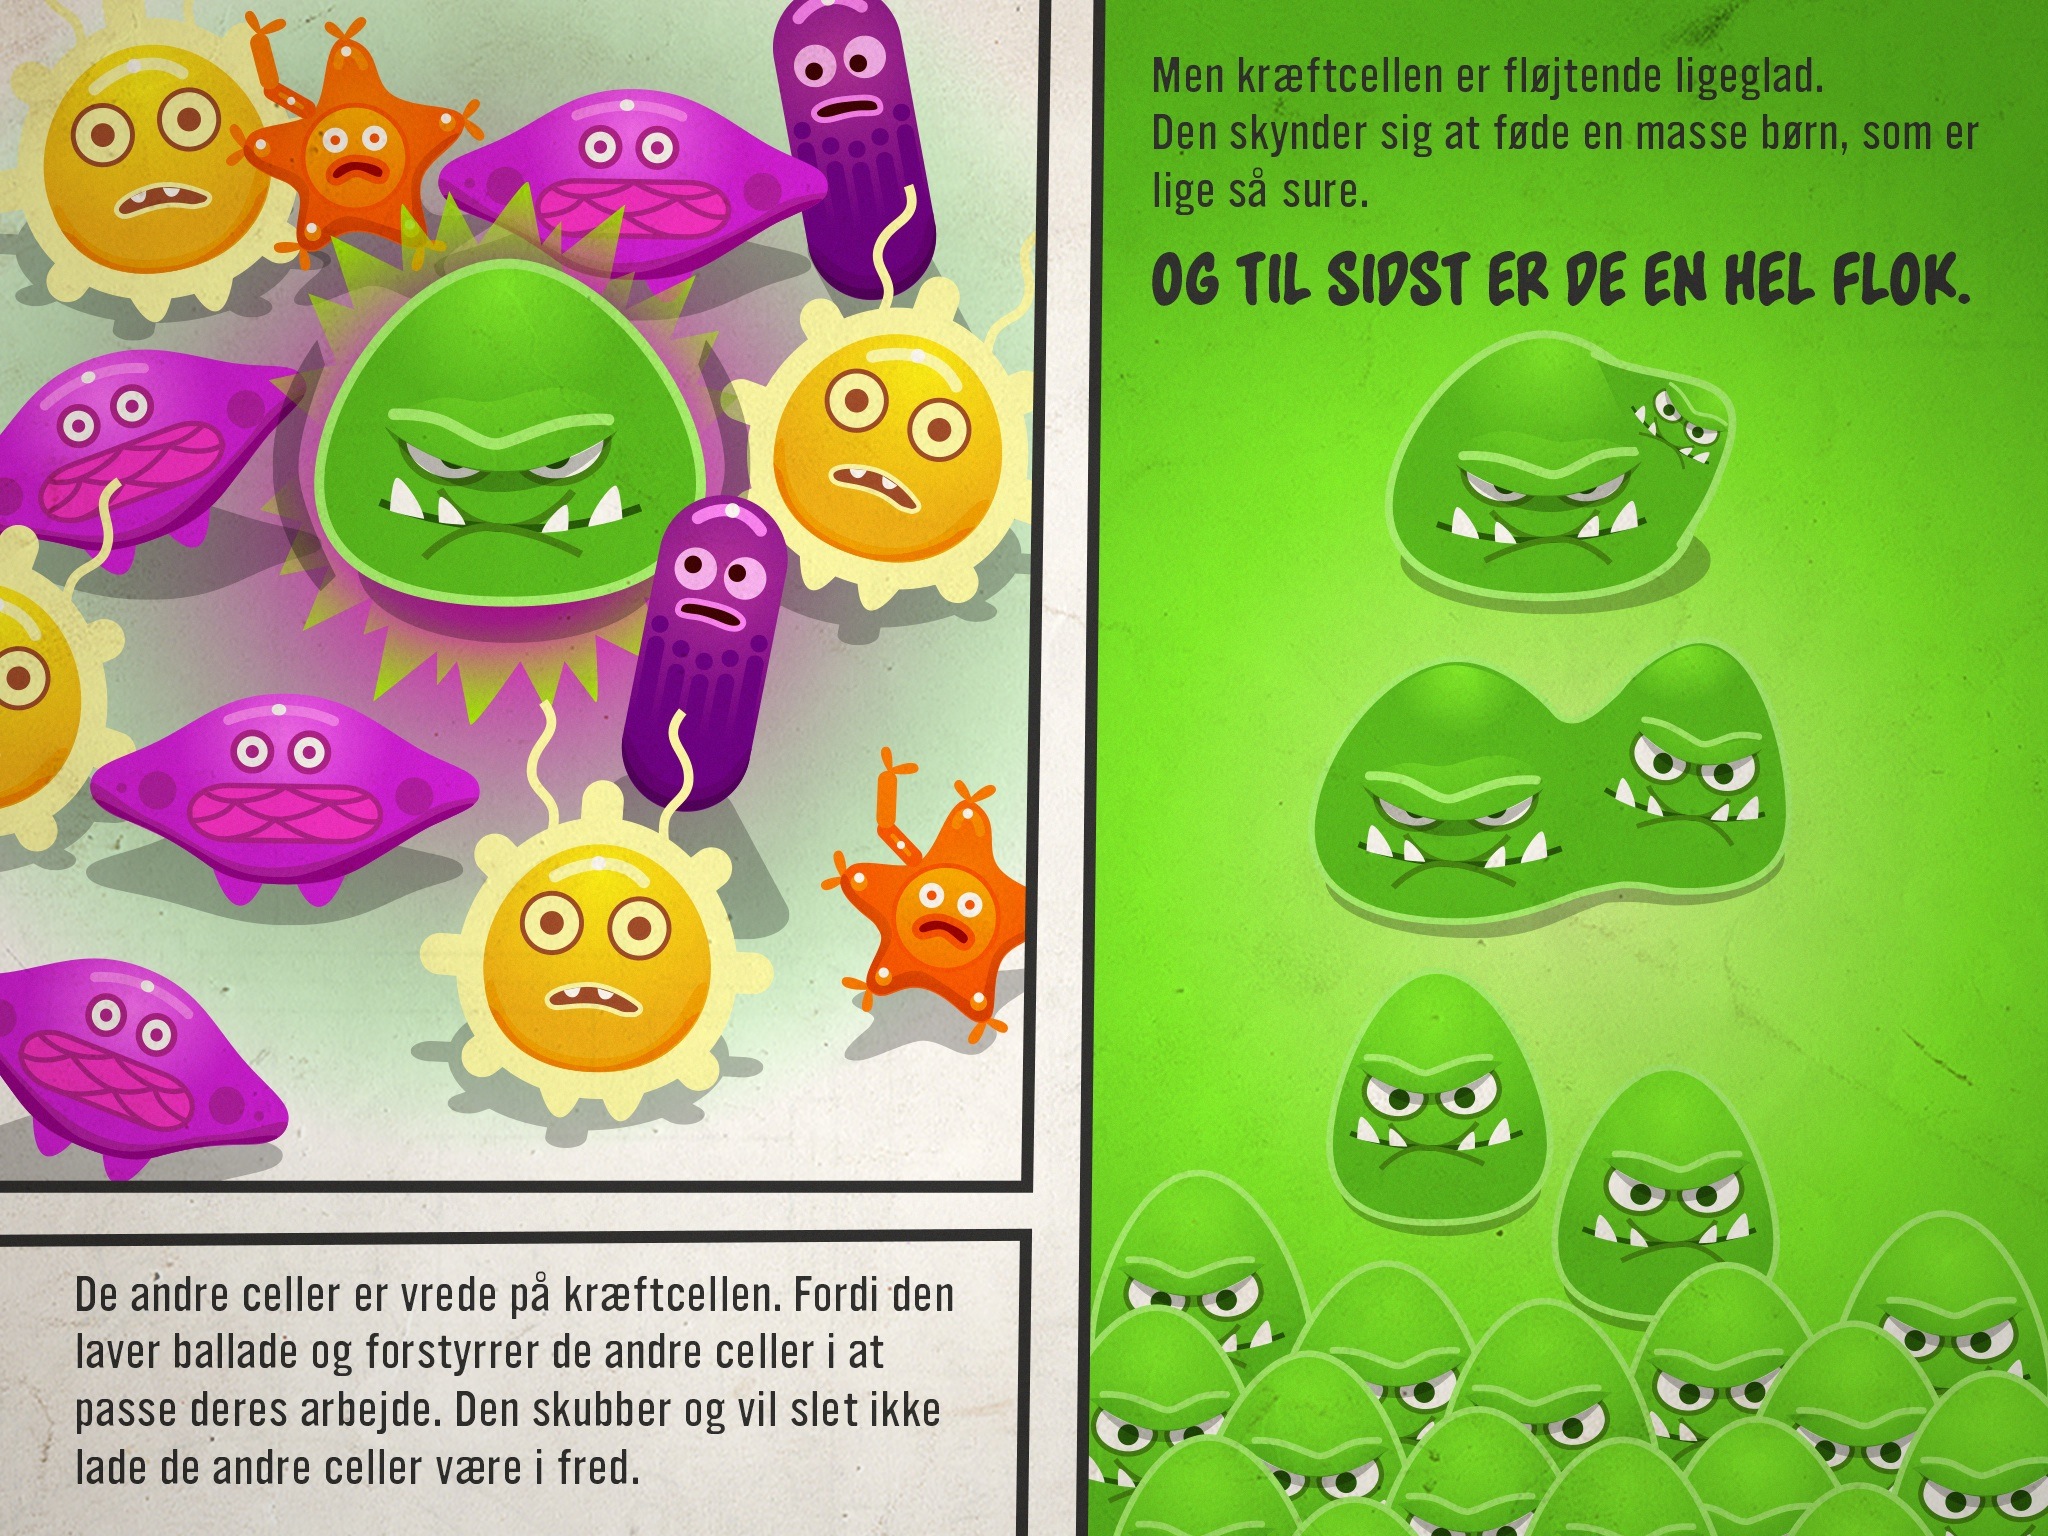 De andre celler er vrede på kræftcellen. Fordi den
laver ballade og forstyrrer de andre celler i at
passe deres arbejde. Den skubber og vil slet ikke
lade de andre celler være i fred.
Men kræftcellen er fløjtende ligeglad.
Den skynder sig at føde en masse børn, som er
lige så sure.
OG TIL SIDST ER DE EN HEL FLOK.